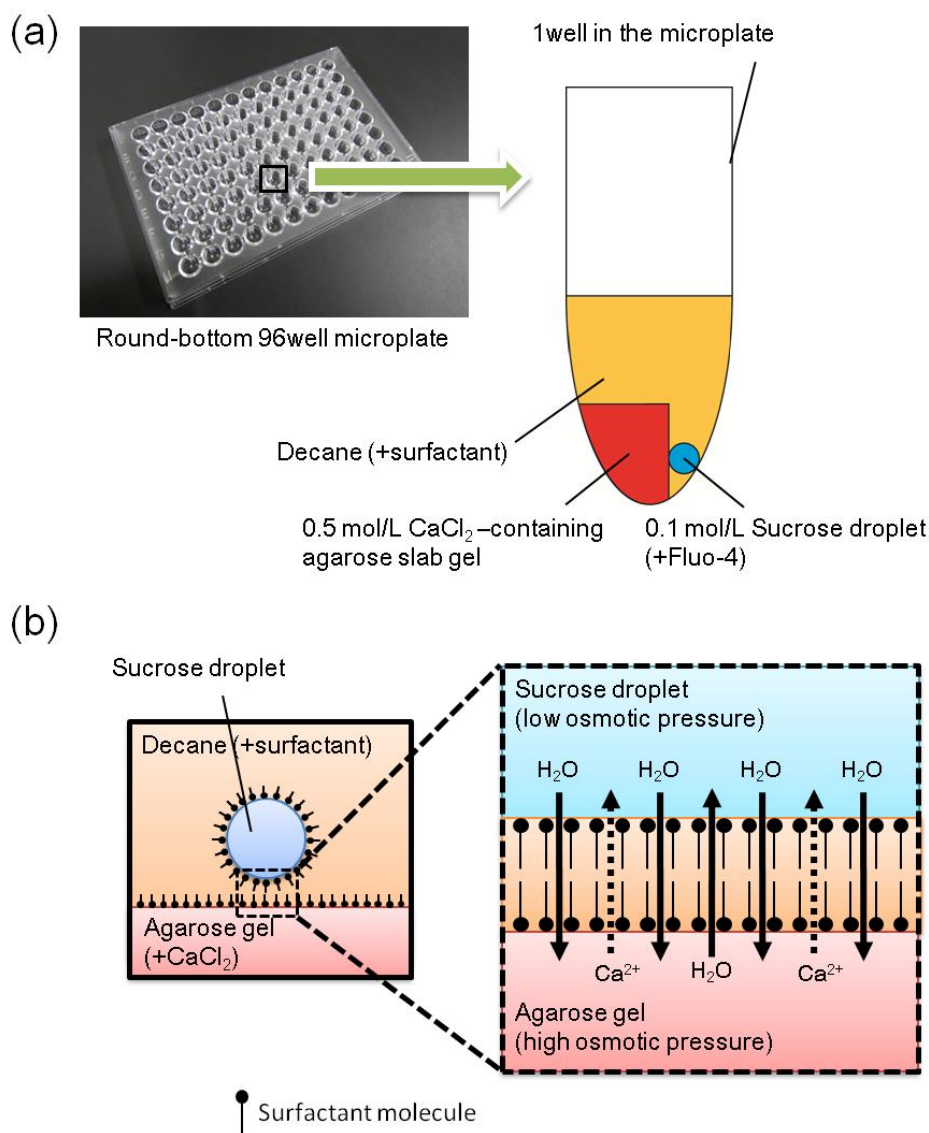 (a)
1well in the microplate
Round-bottom 96well microplate
Decane (+surfactant)
0.5 mol/L CaCl₂ –containing
agarose slab gel
0.1 mol/L Sucrose droplet
(+Fluo-4)
(b)
Sucrose droplet
Decane (+surfactant)
Agarose gel
(+CaCl₂)
Sucrose droplet
(low osmotic pressure)
H₂O
H₂O
H₂O
H₂O
Ca²⁺
H₂O
Ca²⁺
Agarose gel
(high osmotic pressure)
Surfactant molecule